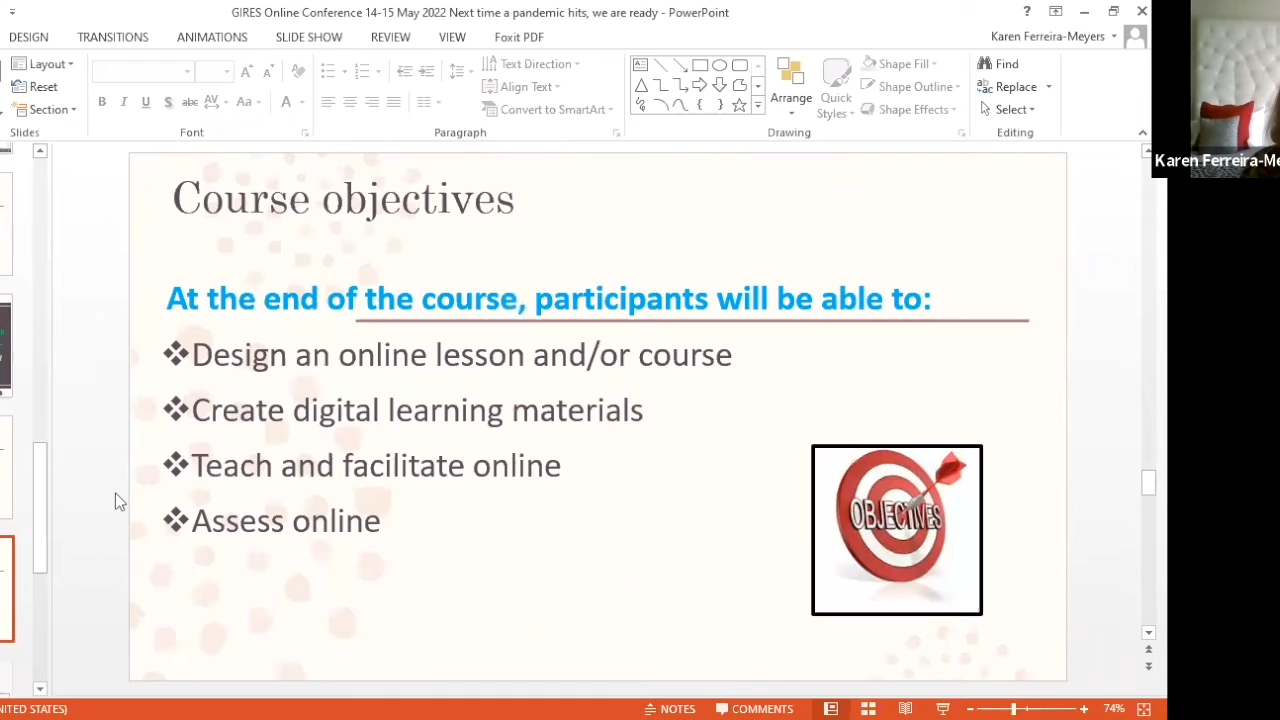 GIRES Online Conference 14-15 May 2022 Next time a pandemic hits, we are ready - PowerPoint
?
DESIGN TRANSITIONS ANIMATIONS SLIDE SHOW REVIEW VIEW Foxit PDF
Karen Ferreira-Meyers
Layout
Reset
Section
Slides
B I U S abc AV Aa A
Font
Text Direction
Align Text
Convert to SmartArt
Paragraph
Arrange
Quick
Styles
Shape Fill
Shape Outline
Shape Effects
Drawing
Find
Replace
Select
Editing
Karen Ferreira-Me
Course objectives
At the end of the course, participants will be able to:
Design an online lesson and/or course
Create digital learning materials
Teach and facilitate online
Assess online
OBJECTIVES
NITED STATES)
NOTES COMMENTS 74%